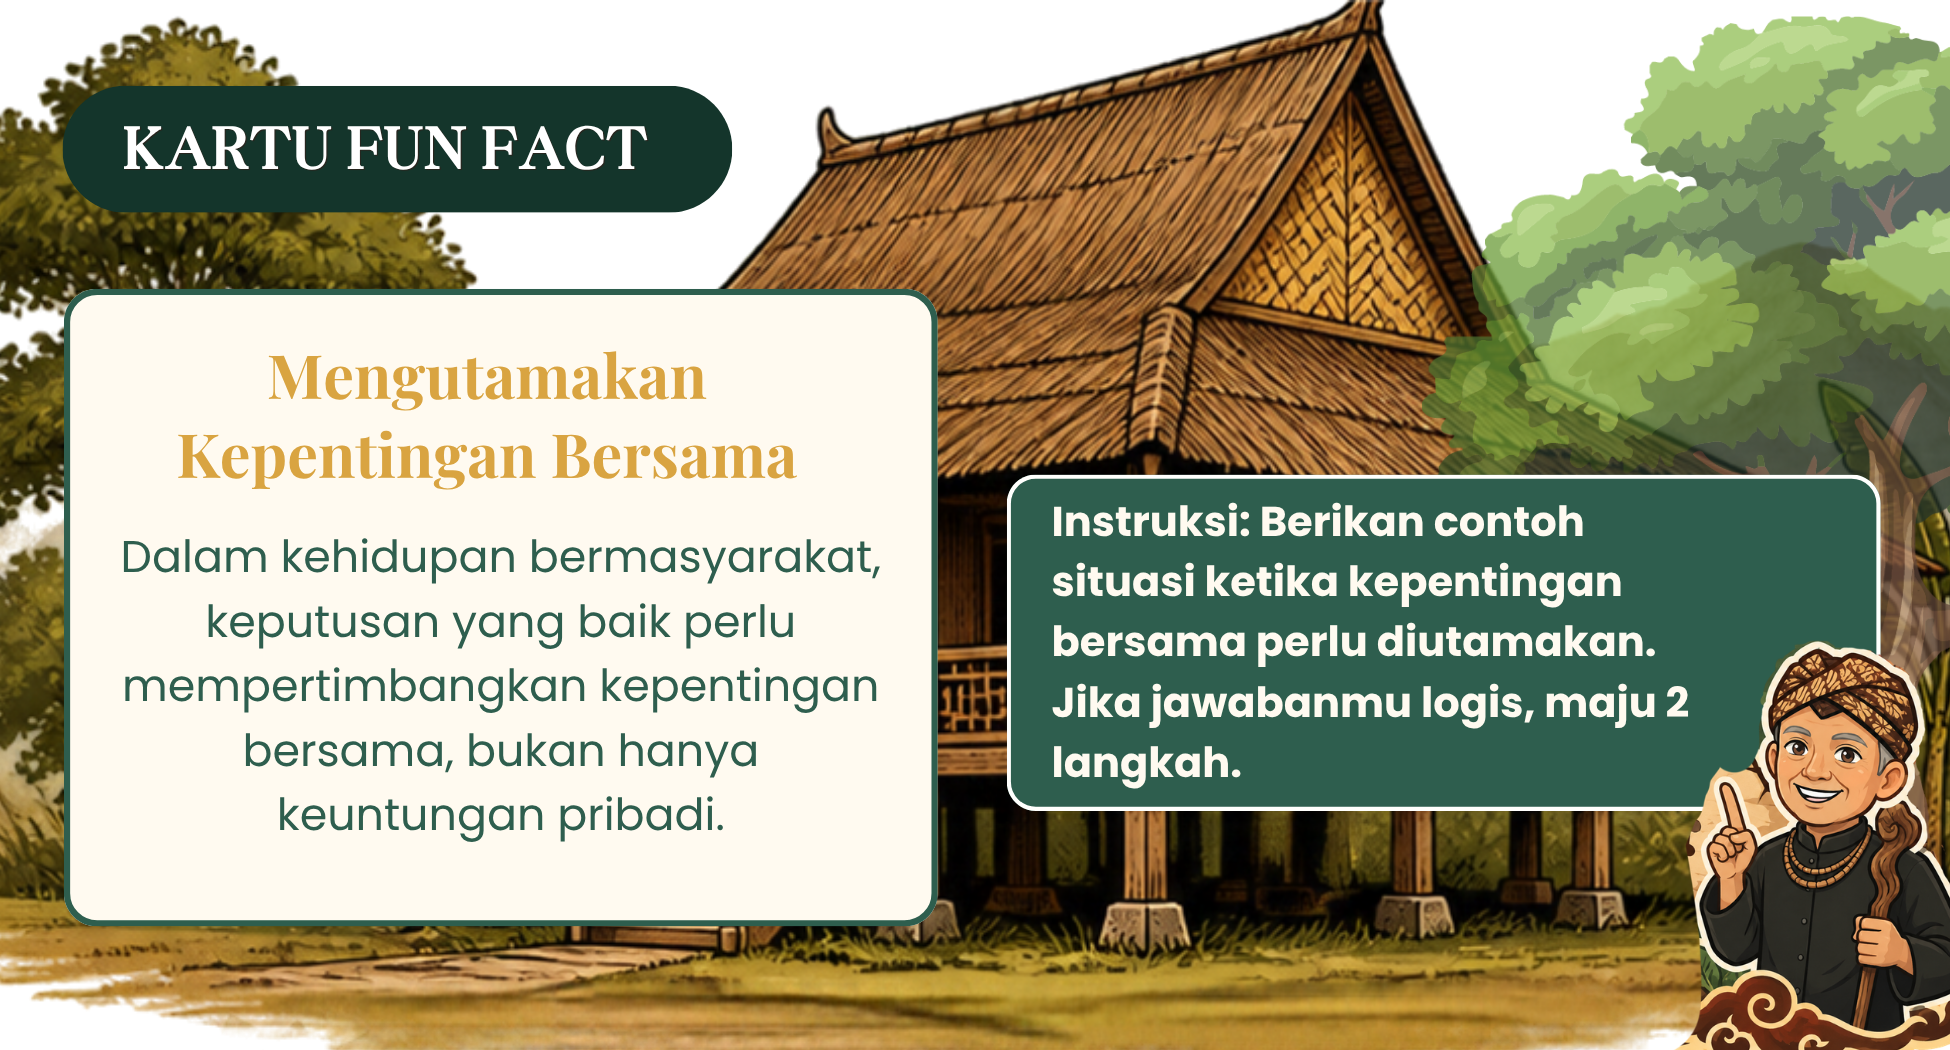 KARTU FUN FACT
Mengutamakan
Kepentingan Bersama
Dalam kehidupan bermasyarakat,
keputusan yang baik perlu
mempertimbangkan kepentingan
bersama, bukan hanya
keuntungan pribadi.
Instruksi: Berikan contoh
situasi ketika kepentingan
bersama perlu diutamakan.
Jika jawabanmu logis, maju 2
langkah.